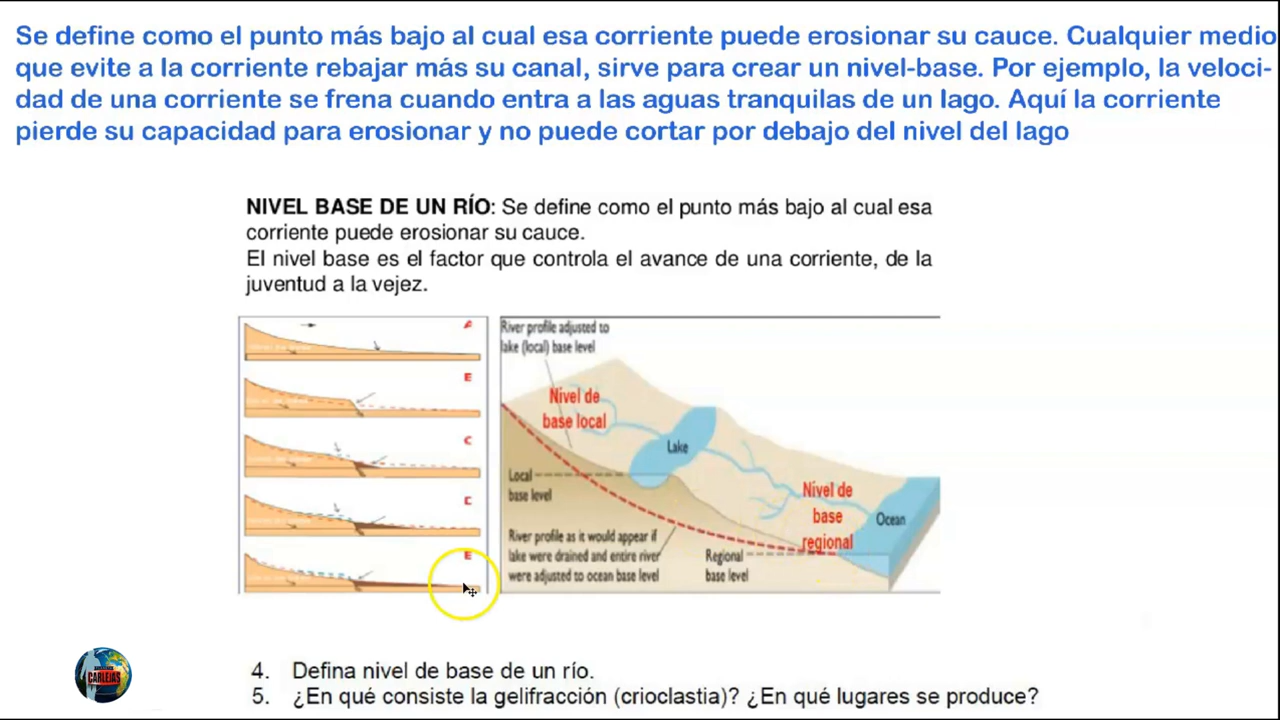 Se define como el punto más bajo al cual esa corriente puede erosionar su cauce. Cualquier medio
que evite a la corriente rebajar más su canal, sirve para crear un nivel-base. Por ejemplo, la veloci-
dad de una corriente se frena cuando entra a las aguas tranquilas de un lago. Aquí la corriente
pierde su capacidad para erosionar y no puede cortar por debajo del nivel del lago
NIVEL BASE DE UN RÍO: Se define como el punto más bajo al cual esa
corriente puede erosionar su cauce.
El nivel base es el factor que controla el avance de una corriente, de la
juventud a la vejez.
A
E
C
E
River profile adjusted to
lake (local) base level
Nivel de
base local
Lake
Local
base level
Nivel de
base
regional
Ocean
River profile as it would appear if
lake were drained and entire river
were adjusted to ocean base level
Regional
base level
CARLEJAS
4. Defina nivel de base de un río.
5. ¿En qué consiste la gelifracción (crioclastia)? ¿En qué lugares se produce?